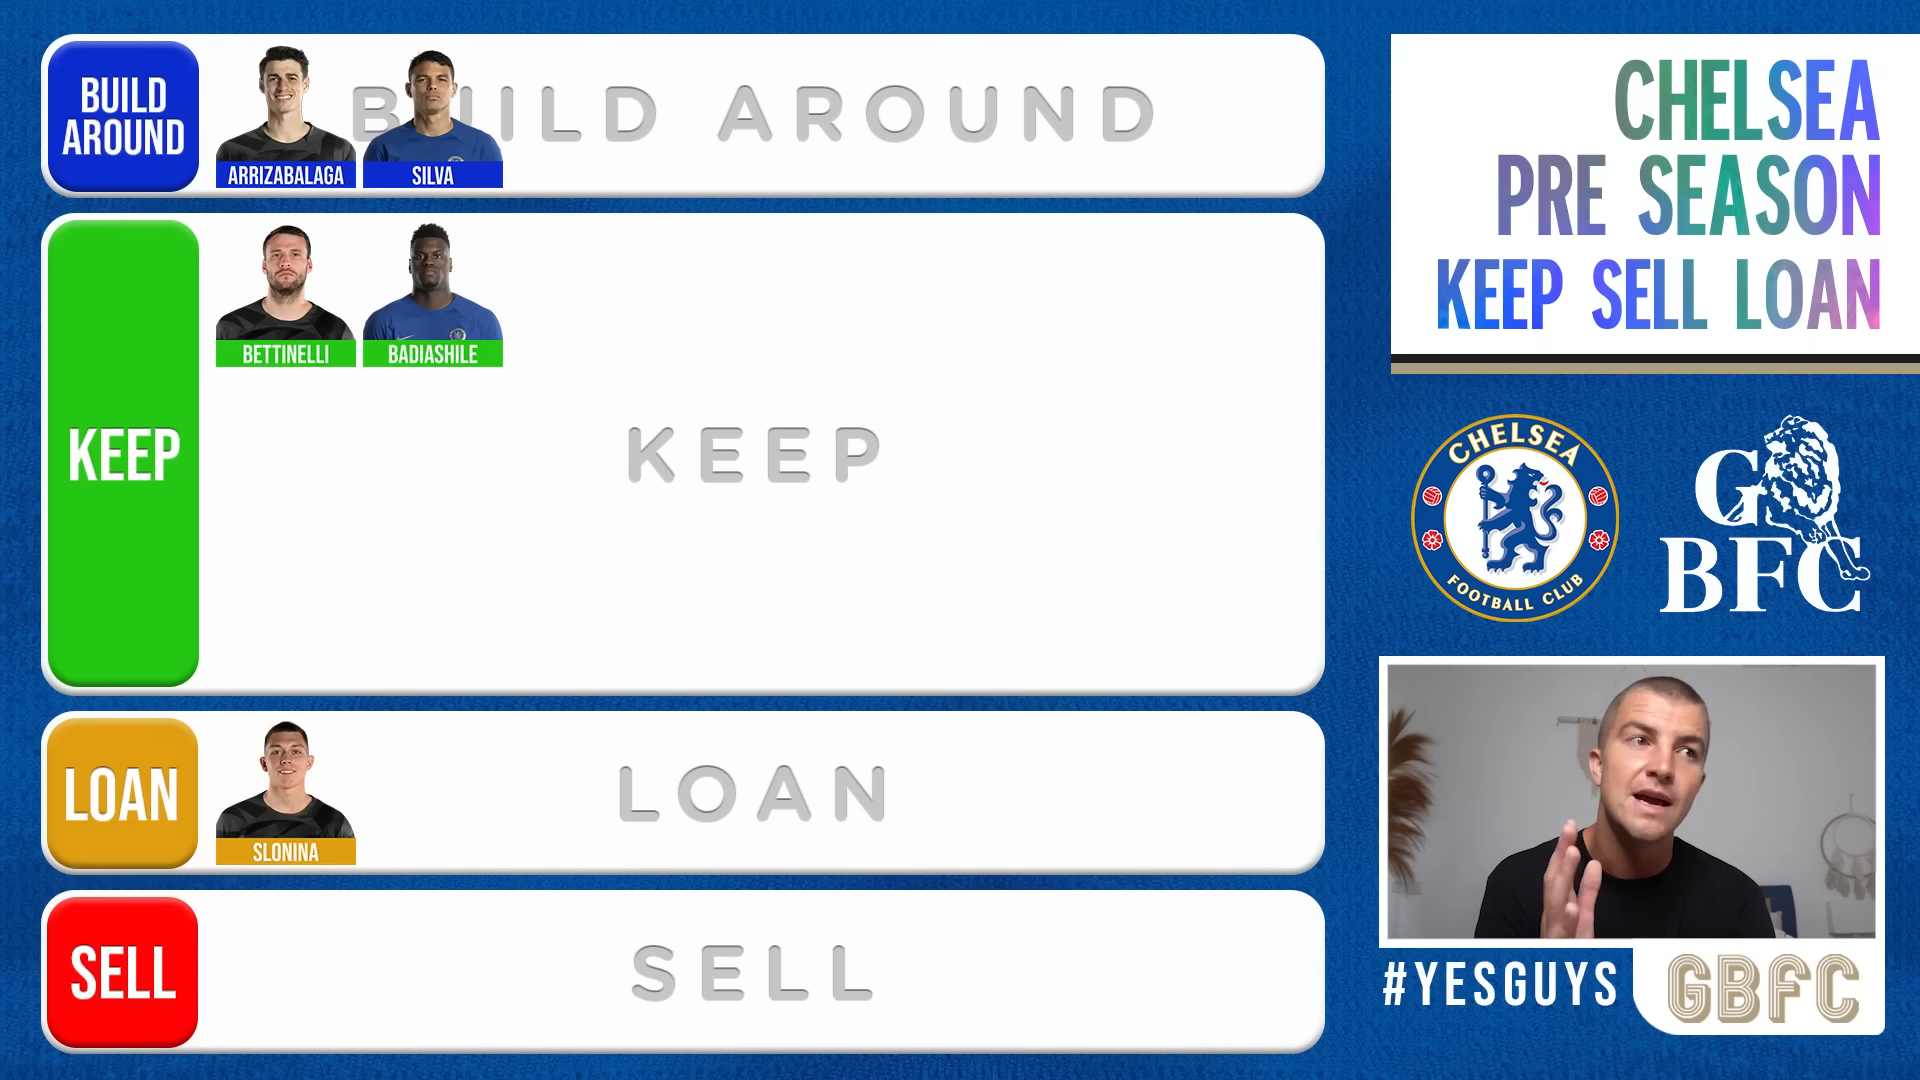 BUILD
AROUND
BUILD AROUND
ARRIZABALAGA
SILVA
KEEP
KEEP
BETTINELLI
BADIASHILE
LOAN
LOAN
SLONINA
SELL
SELL
CHELSEA
PRE SEASON
KEEP SELL LOAN
CHELSEA
FOOTBALL CLUB
G
BFC
#YESGUYS
GBFC